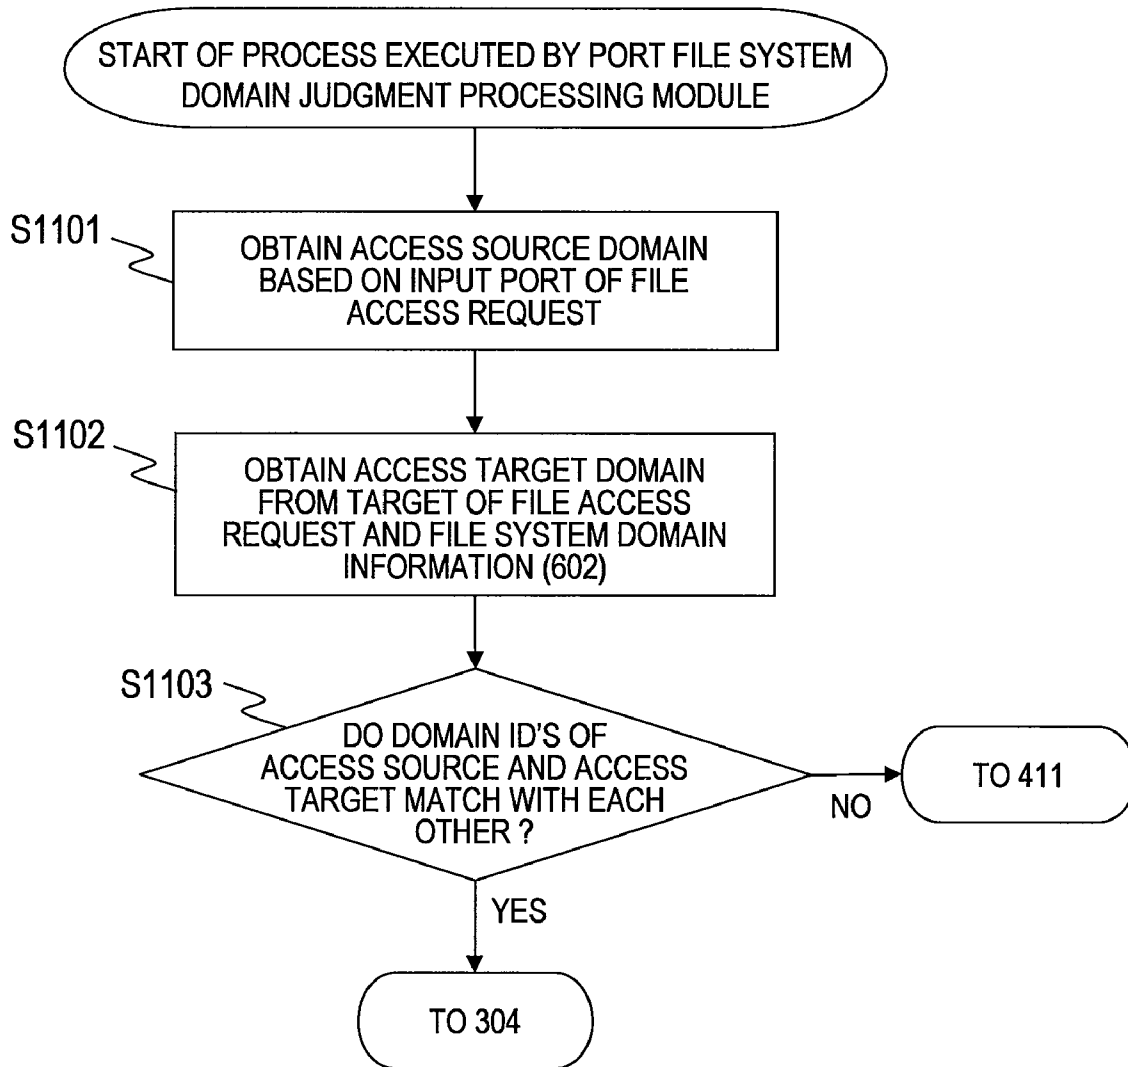 START OF PROCESS EXECUTED BY PORT FILE SYSTEM
DOMAIN JUDGMENT PROCESSING MODULE
S1101
OBTAIN ACCESS SOURCE DOMAIN
BASED ON INPUT PORT OF FILE
ACCESS REQUEST
S1102
OBTAIN ACCESS TARGET DOMAIN
FROM TARGET OF FILE ACCESS
REQUEST AND FILE SYSTEM DOMAIN
INFORMATION (602)
S1103
DO DOMAIN ID'S OF
ACCESS SOURCE AND ACCESS
TARGET MATCH WITH EACH
OTHER ?
NO
TO 411
YES
TO 304